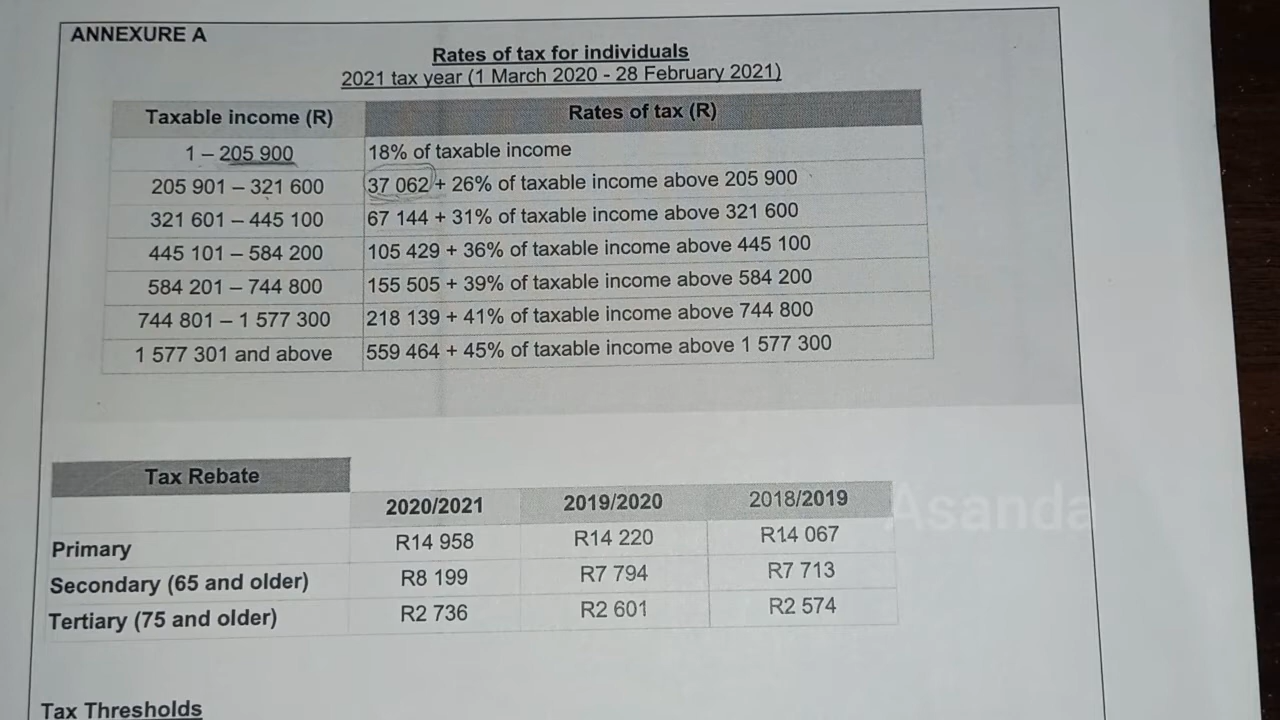 ANNEXURE A
Rates of tax for individuals
2021 tax year (1 March 2020 - 28 February 2021)
Taxable income (R) Rates of tax (R)
1 – 205 900 18% of taxable income
205 901 – 321 600 37 062 + 26% of taxable income above 205 900
321 601 – 445 100 67 144 + 31% of taxable income above 321 600
445 101 – 584 200 105 429 + 36% of taxable income above 445 100
584 201 – 744 800 155 505 + 39% of taxable income above 584 200
744 801 – 1 577 300 218 139 + 41% of taxable income above 744 800
1 577 301 and above 559 464 + 45% of taxable income above 1 577 300
Tax Rebate
2020/2021 2019/2020 2018/2019
Primary R14 958 R14 220 R14 067
Secondary (65 and older) R8 199 R7 794 R7 713
Tertiary (75 and older) R2 736 R2 601 R2 574
Asanda
Tax Thresholds